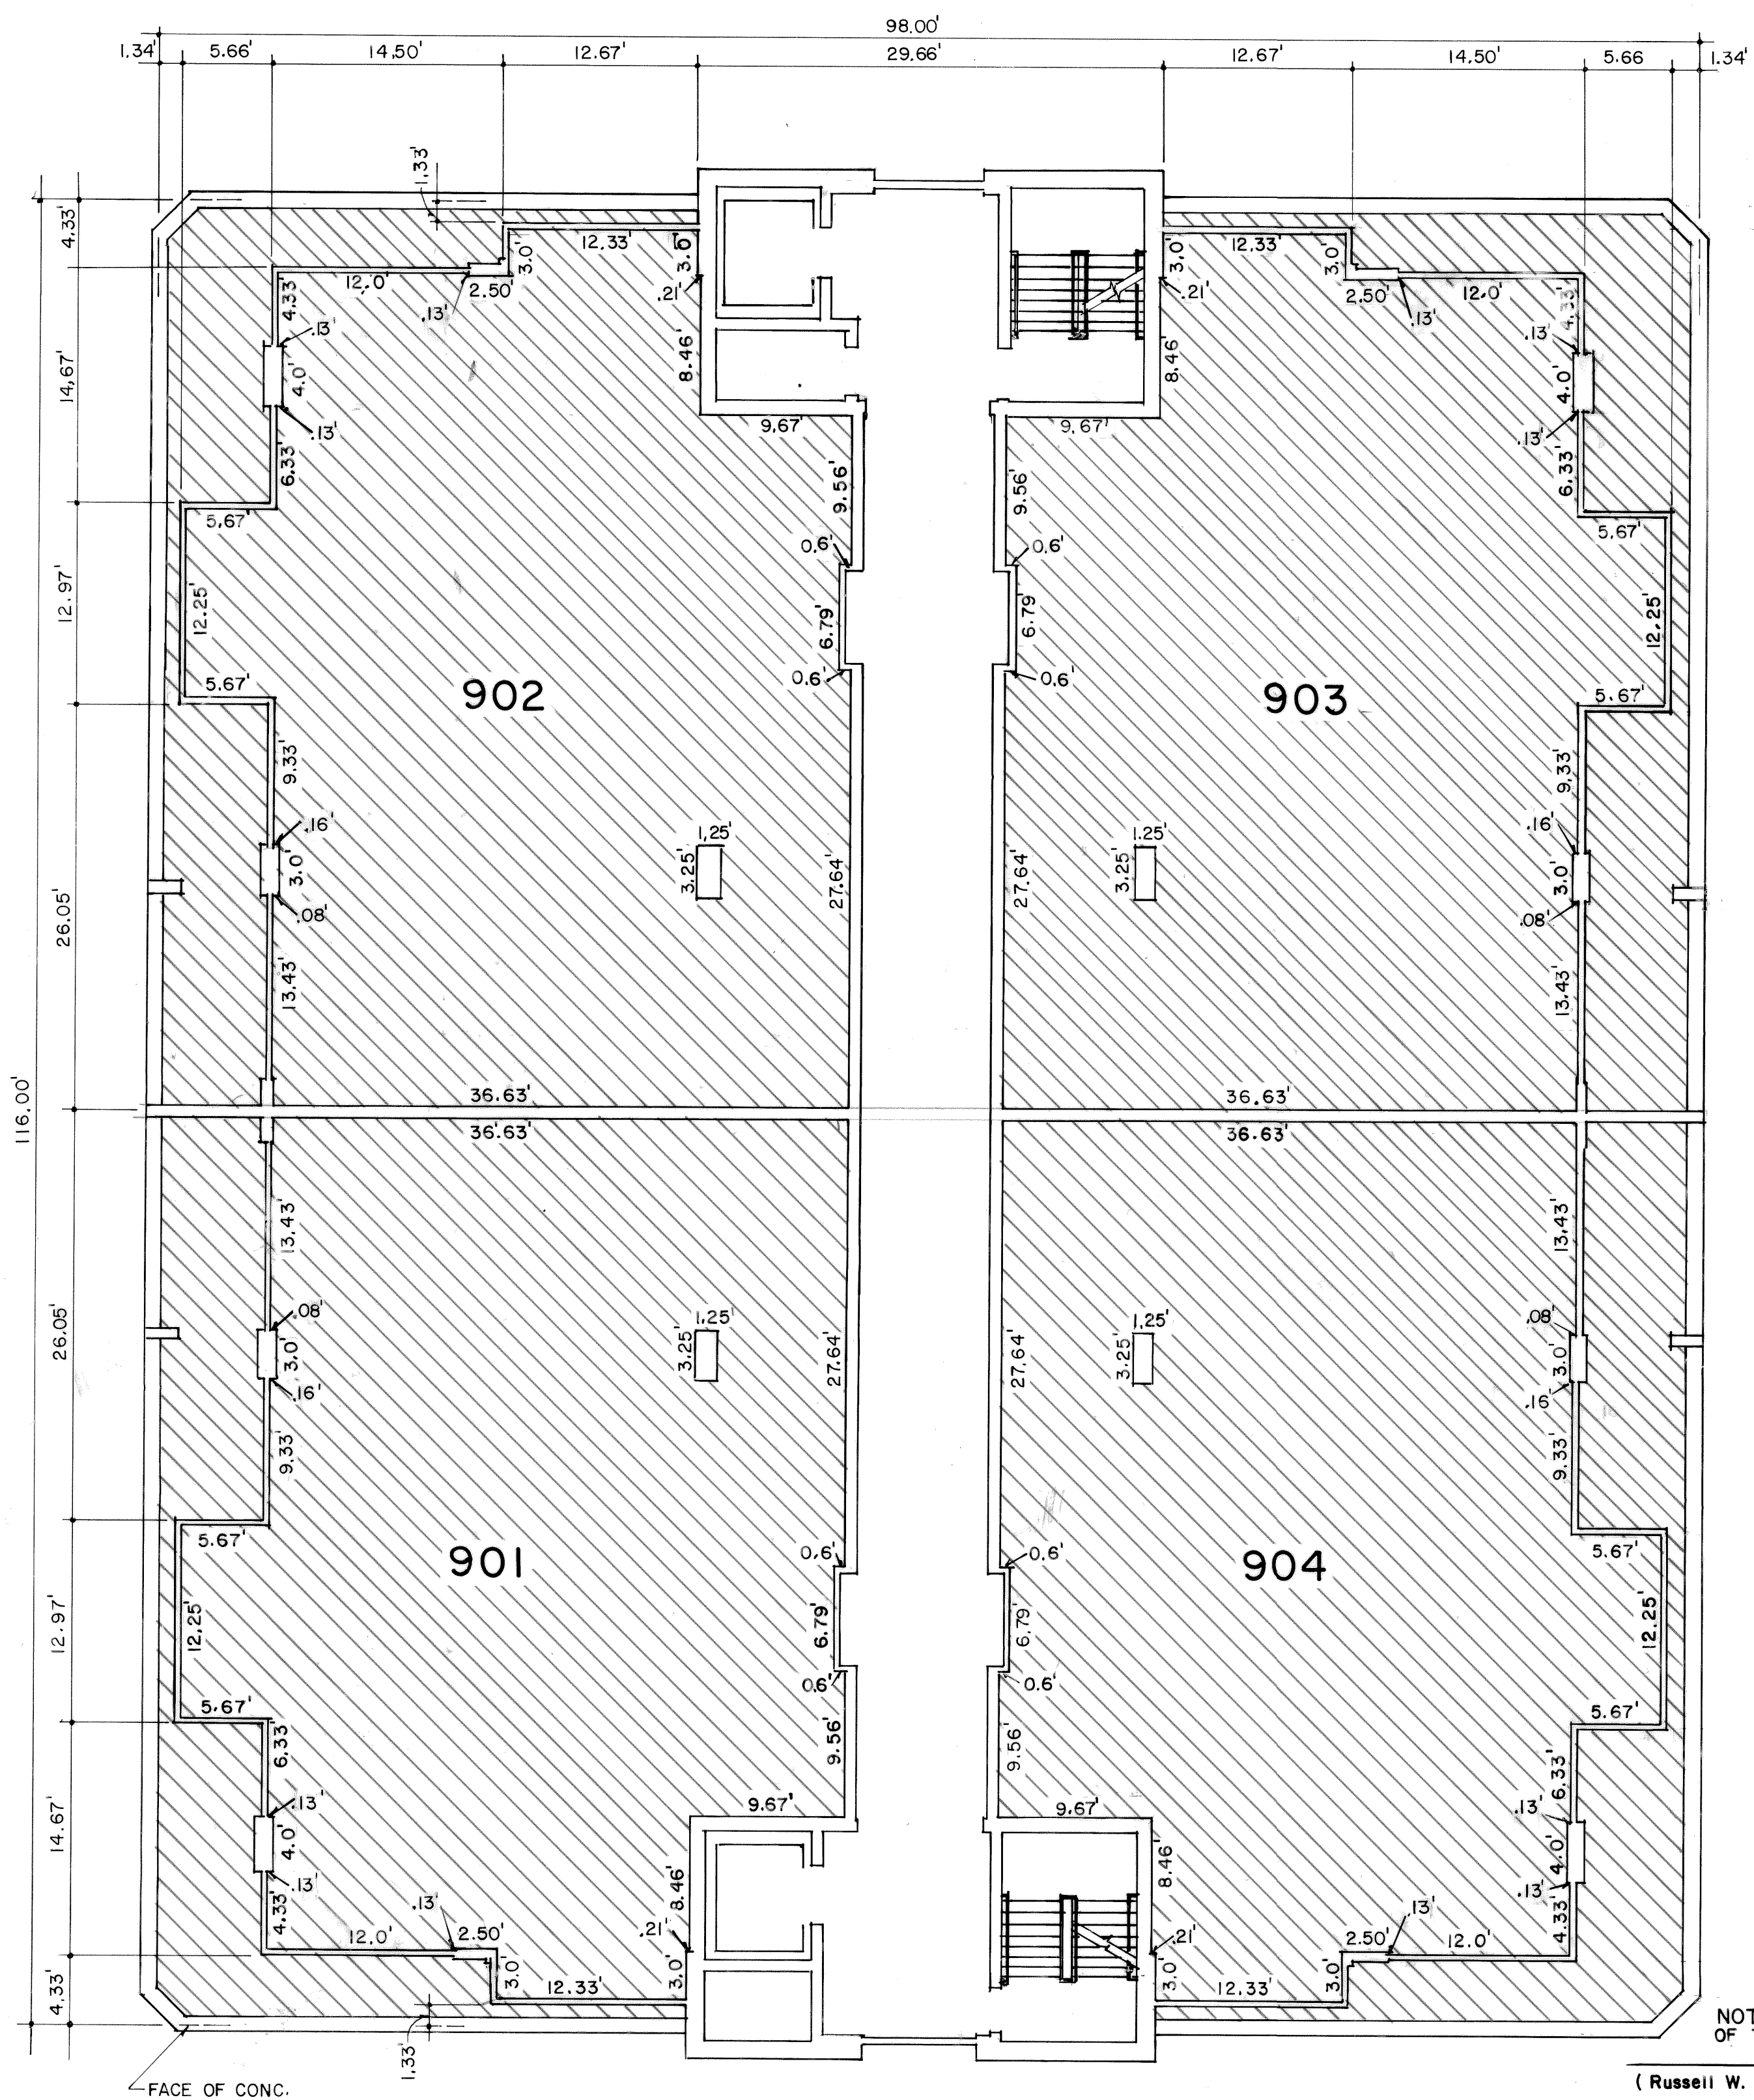 98.00'
1.34' 5.66' 14.50' 12.67' 29.66' 12.67' 14.50' 5.66 1.34'
1.33'
4.33'
12.33' 3.0' 3.0' 12.33' 3.0' 3.0'
12.0' 2.50' .21' .21' 2.50' 12.0'
4.33' .13' .13' 4.33'
.13' .13'
14.67' 4.0' 8.46' 8.46' 4.0'
.13' .13'
9.67' 9.67'
6.33' 9.56' 9.56' 6.33'
5.67' 5.67'
0.6' 0.6'
12.97' 12.25' 6.79' 6.79' 12.25'
5.67' 0.6' 0.6' 5.67'
902 903
9.33' 9.33'
.16' 1.25' 1.25' .16'
3.0' 3.25' 27.64' 27.64' 3.25' 3.0'
26.05' .08' .08'
13.43' 13.43'
36.63' 36.63'
116.00'
36.63' 36.63'
13.43' 13.43'
26.05' .08' 1.25' 1.25' .08'
3.0' 3.25' 27.64' 27.64' 3.25' 3.0'
.16' .16'
9.33' 9.33'
5.67' 0.6' 0.6' 5.67'
901 904
12.97' 12.25' 6.79' 6.79' 12.25'
0.6' 0.6'
5.67' 5.67'
6.33' 9.56' 9.56' 6.33'
9.67' 9.67'
.13' .13'
14.67' 4.0' 8.46' 8.46' 4.0'
.13' .13'
4.33' .13' .13' 4.33'
12.0' 2.50' .21' .21' 2.50' 12.0'
3.0' 12.33' 3.0' 3.0' 12.33' 3.0'
4.33'
1.33'
NOT
OF
FACE OF CONC.
( Russell W.